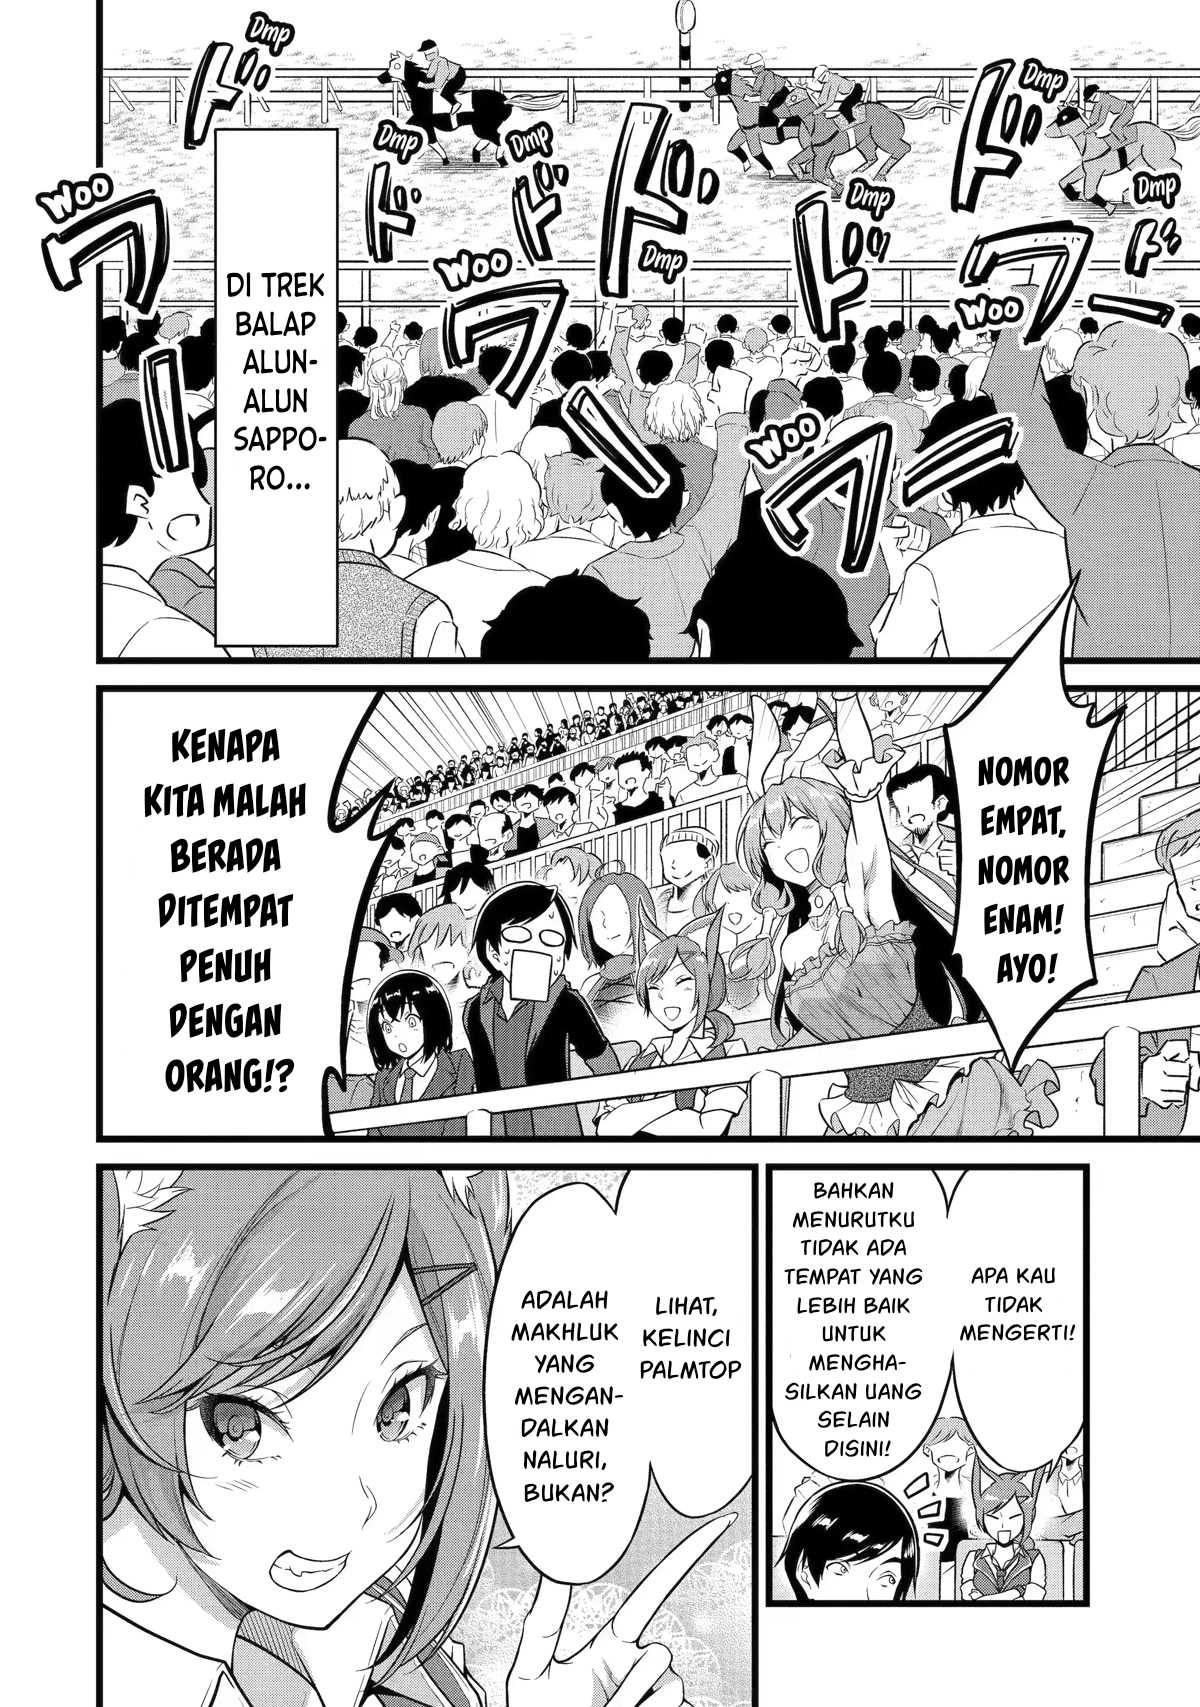 Dmp
Dmp
Dmp
Dmp
Dmp
Dmp
Dmp
ド
ド
ド
ド
ド
ド
ド
Woo
Woo
Woo
Woo
ワー
ワー
ワー
ワー
DI TREK
BALAP
ALUN-
ALUN
SAPPO-
RO...
NOMOR
EMPAT,
NOMOR
ENAM!
AYO!
KENAPA
KITA MALAH
BERADA
DITEMPAT
PENUH
DENGAN
ORANG!?
APA KAU
TIDAK
MENGERTI!
BAHKAN
MENURUTKU
TIDAK ADA
TEMPAT YANG
LEBIH BAIK
UNTUK
MENGHA-
SILKAN UANG
SELAIN
DISINI!
LIHAT,
KELINCI
PALMTOP
ADALAH
MAKHLUK
YANG
MENGAN-
DALKAN
NALURI,
BUKAN?